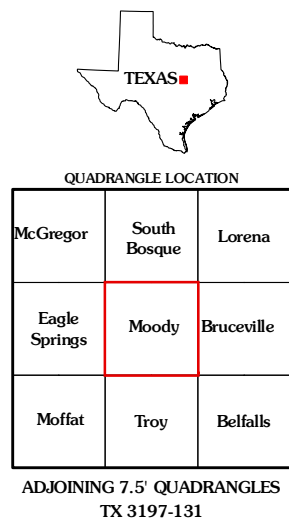 TEXAS
QUADRANGLE LOCATION
McGregor
South
Bosque
Lorena
Eagle
Springs
Moody
Bruceville
Moffat
Troy
Belfalls
ADJOINING 7.5' QUADRANGLES
TX 3197-131